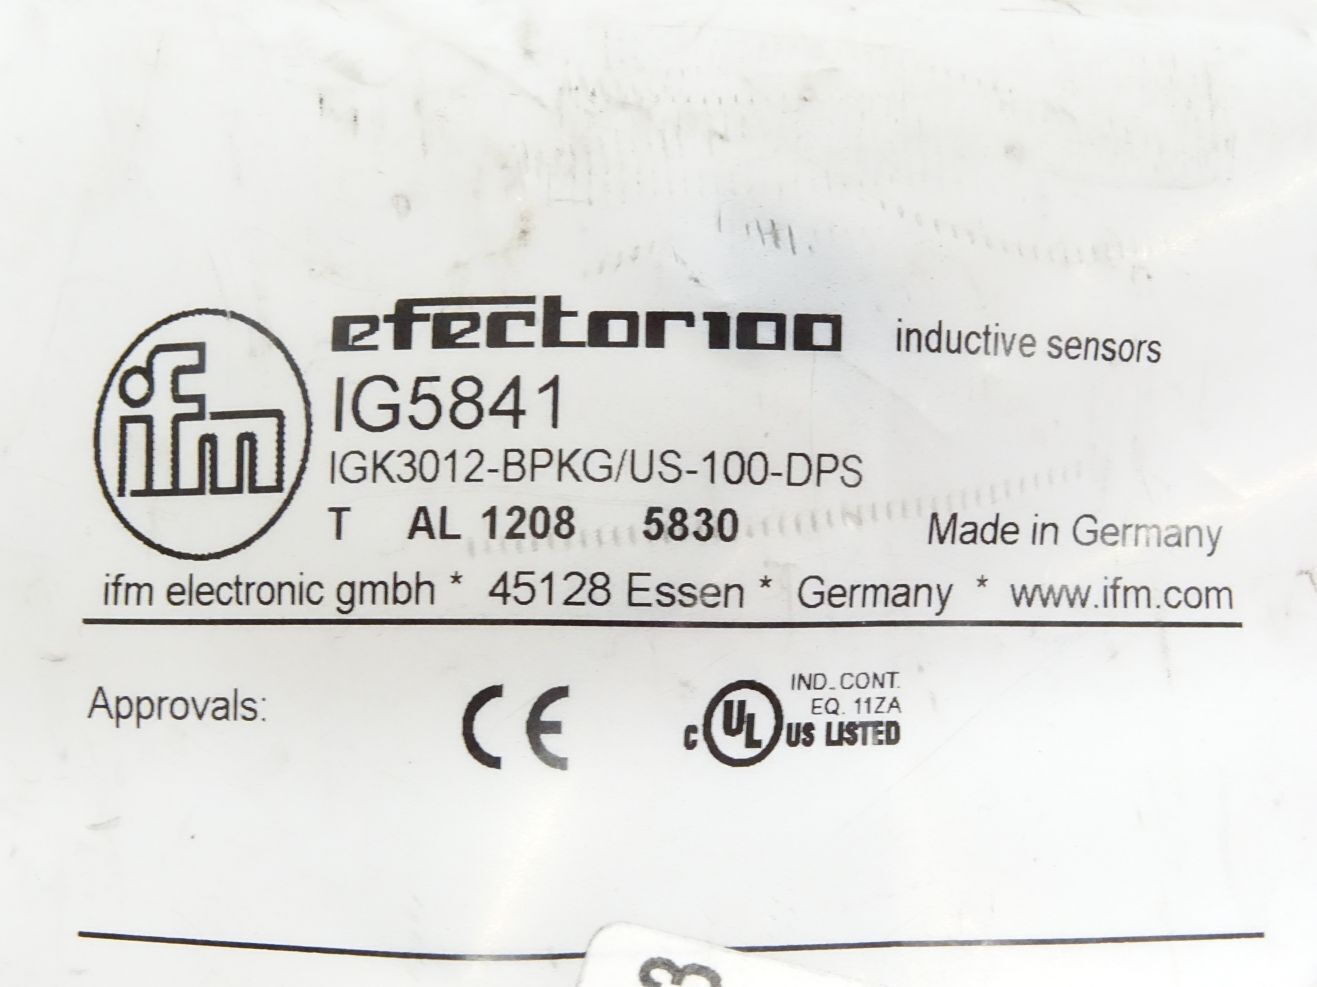 efector100 inductive sensors
ifm
IG5841
IGK3012-BPKG/US-100-DPS
T AL 1208 5830 Made in Germany
ifm electronic gmbh * 45128 Essen * Germany * www.ifm.com
Approvals:
CE
IND. CONT.
EQ. 11ZA
c UL US LISTED
3